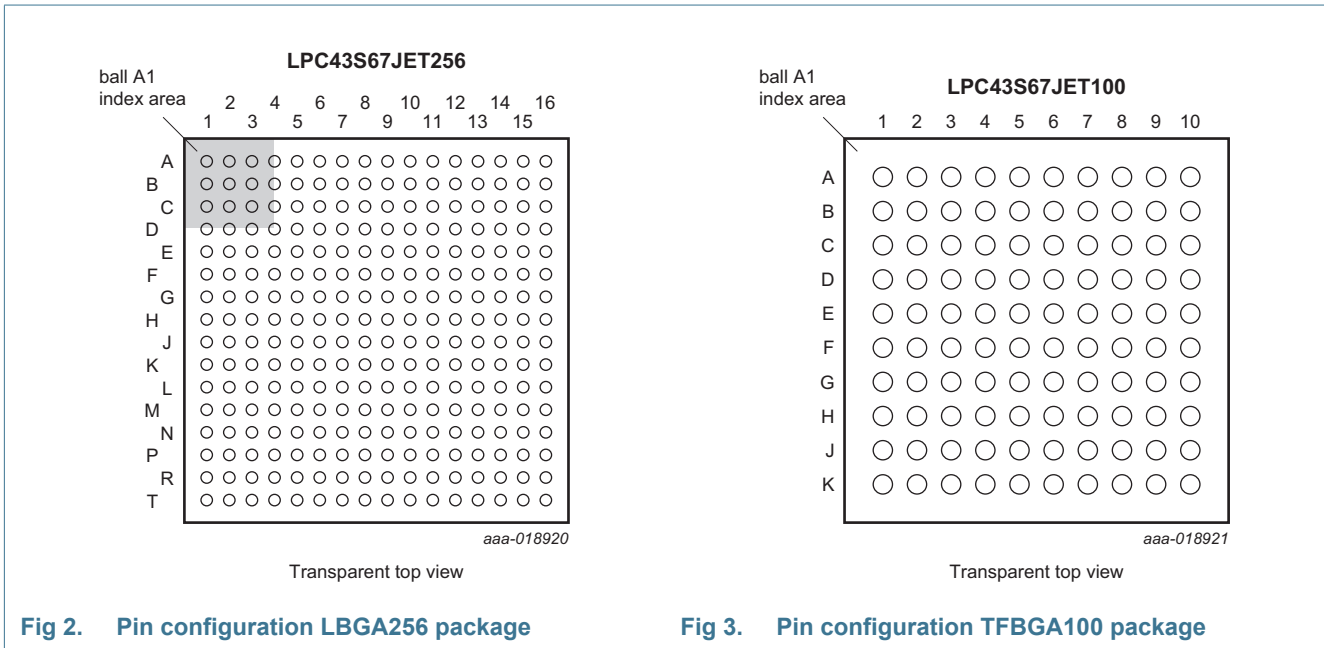 LPC43S67JET256
ball A1
index area
2 4 6 8 10 12 14 16
1 3 5 7 9 11 13 15
A
B
C
D
E
F
G
H
J
K
L
M
N
P
R
T
aaa-018920
Transparent top view
Fig 2. Pin configuration LBGA256 package
LPC43S67JET100
ball A1
index area
1 2 3 4 5 6 7 8 9 10
A
B
C
D
E
F
G
H
J
K
aaa-018921
Transparent top view
Fig 3. Pin configuration TFBGA100 package